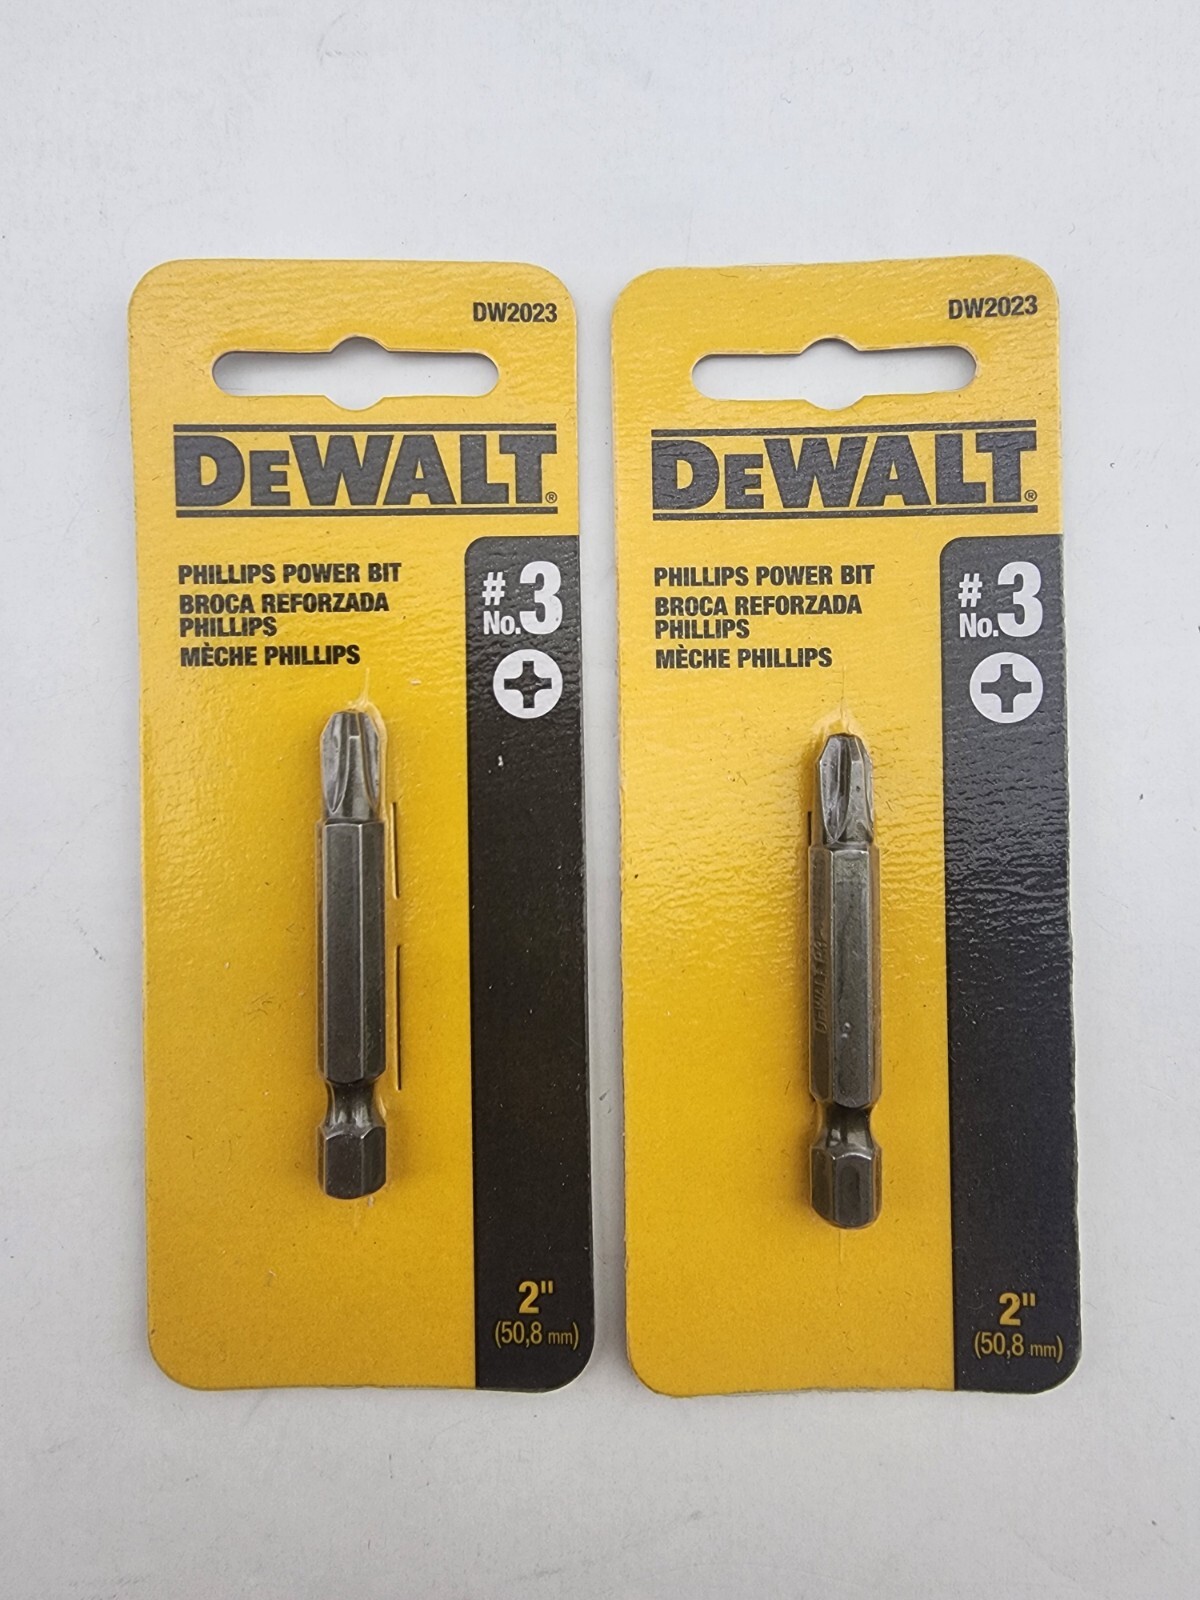 DW2023
DEWALT®
PHILLIPS POWER BIT
BROCA REFORZADA
PHILLIPS
MÈCHE PHILLIPS
# No. 3
2"
(50,8 mm)
DW2023
DEWALT®
PHILLIPS POWER BIT
BROCA REFORZADA
PHILLIPS
MÈCHE PHILLIPS
# No. 3
DEWALT
2"
(50,8 mm)